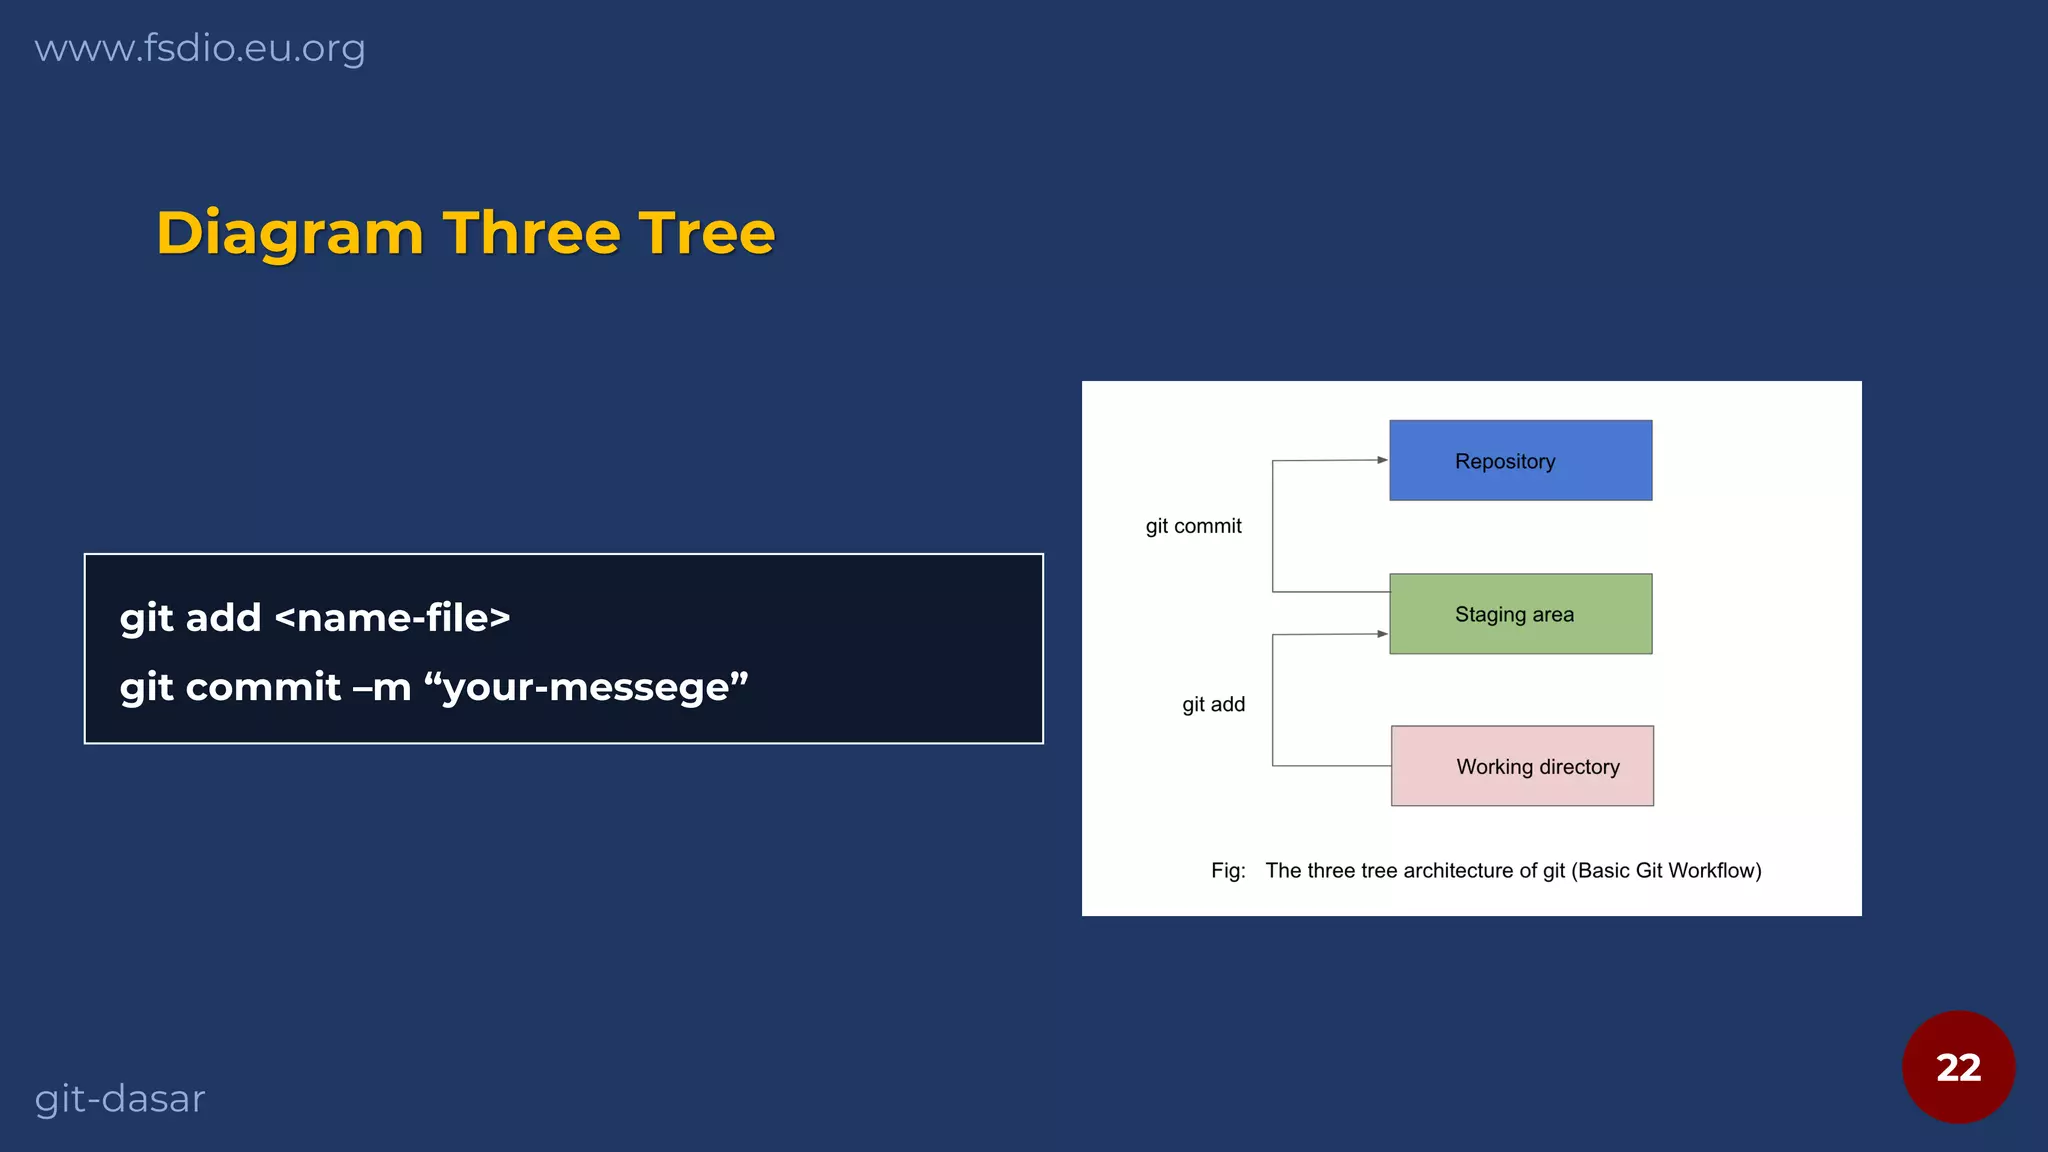 www.fsdio.eu.org
Diagram Three Tree
git add <name-file>
git commit –m “your-messege”
Repository
git commit
Staging area
git add
Working directory
Fig: The three tree architecture of git (Basic Git Workflow)
22
git-dasar